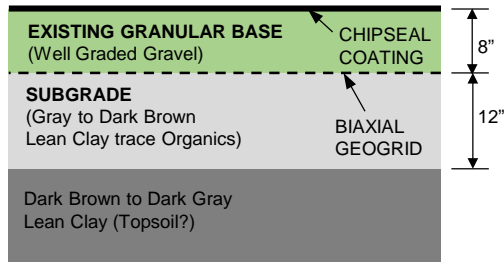 EXISTING GRANULAR BASE
(Well Graded Gravel)
CHIPSEAL
COATING
8”
SUBGRADE
(Gray to Dark Brown
Lean Clay trace Organics)
BIAXIAL
GEOGRID
12”
Dark Brown to Dark Gray
Lean Clay (Topsoil?)